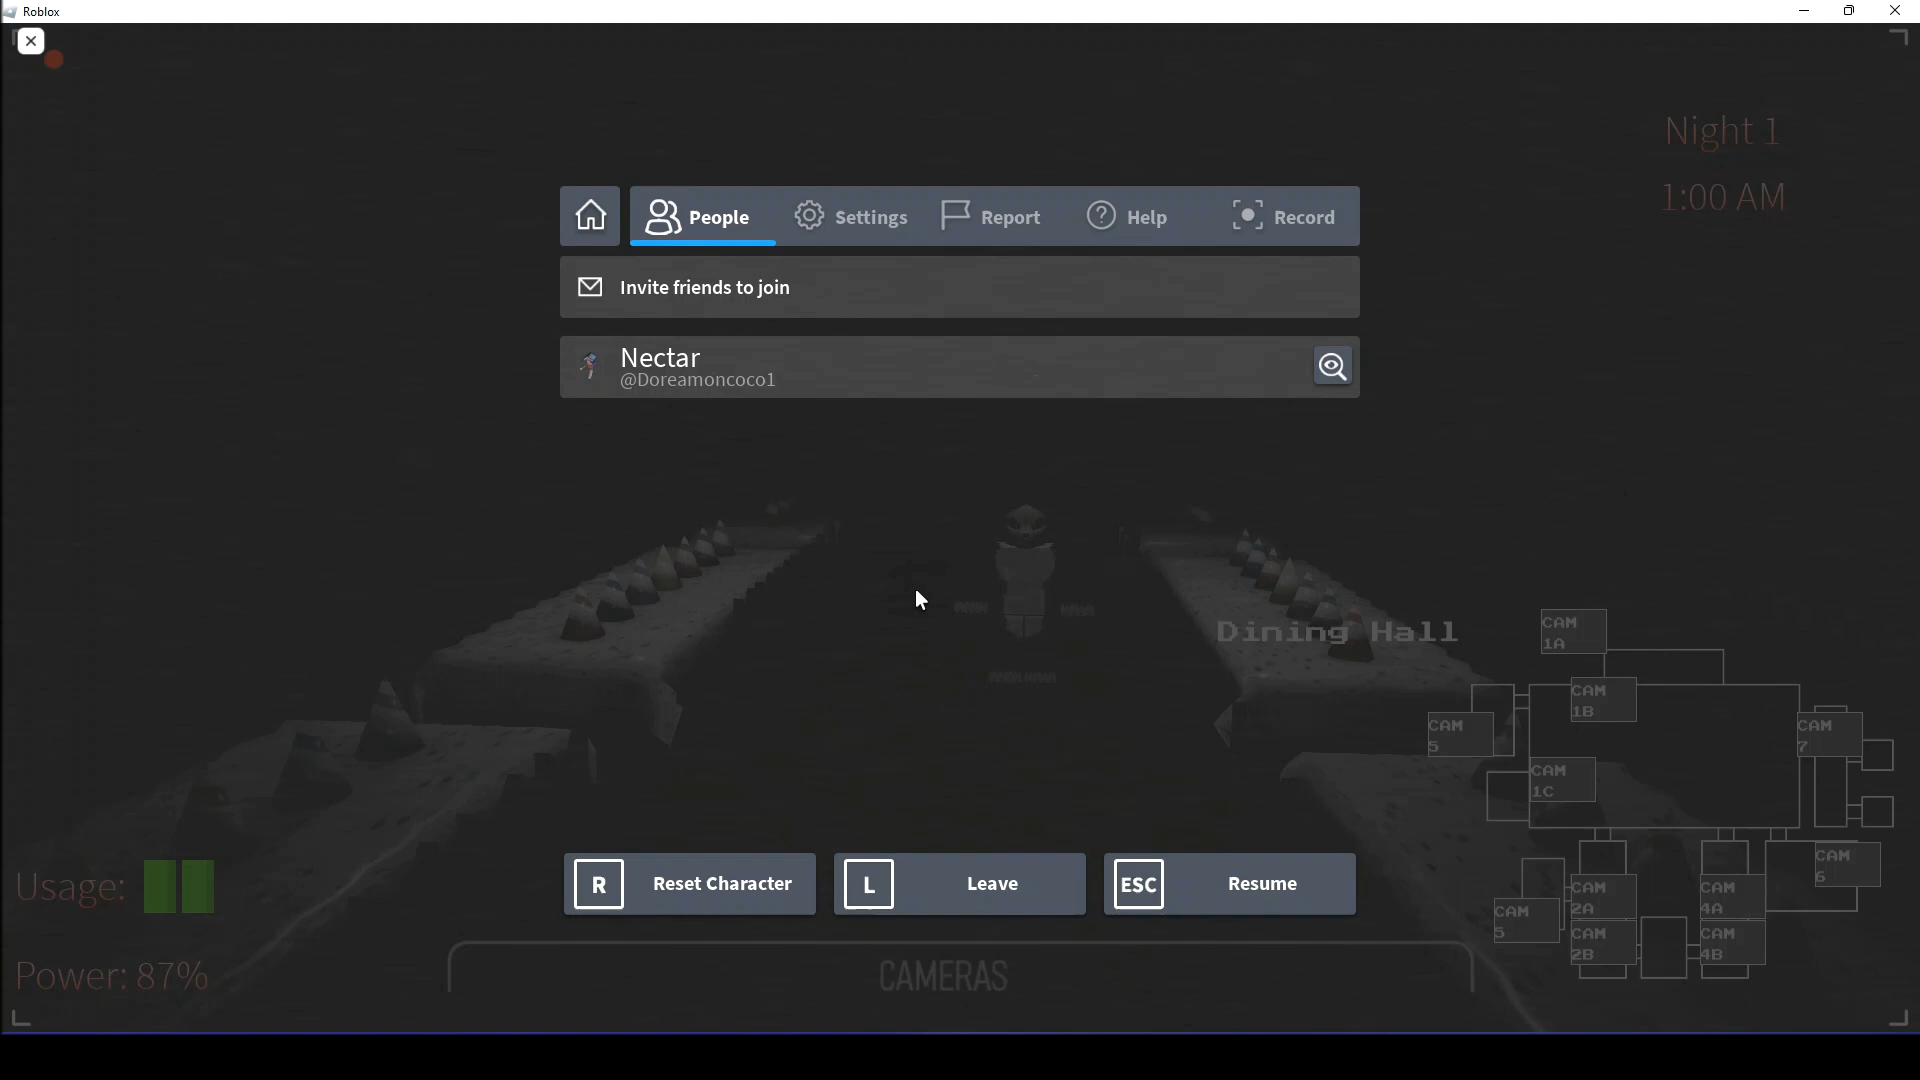 Roblox
Night 1
1:00 AM
People
Settings
Report
Help
Record
Invite friends to join
Nectar
@Doreamoncoco1
Dining Hall
CAM
1A
CAM
1B
CAM
5
CAM
7
CAM
1C
CAM
6
CAM
2A
CAM
4A
CAM
5
CAM
2B
CAM
4B
Usage:
R Reset Character
L Leave
ESC Resume
Power: 87%
CAMERAS